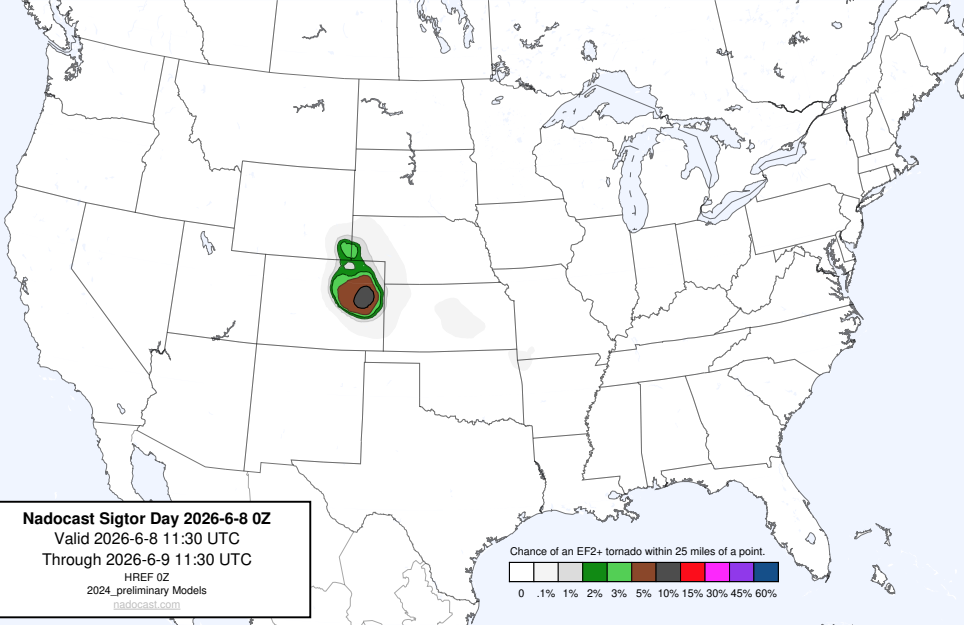 Nadocast Sigtor Day 2026-6-8 0Z
Valid 2026-6-8 11:30 UTC
Through 2026-6-9 11:30 UTC
HREF 0Z
2024_preliminary Models
nadocast.com
Chance of an EF2+ tornado within 25 miles of a point.
0 .1% 1% 2% 3% 5% 10% 15% 30% 45% 60%